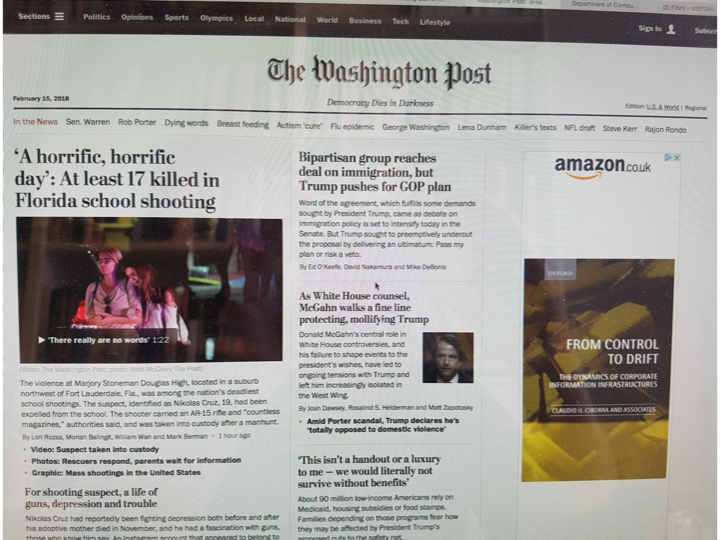 Sections
Politics Opinions Sports Olympics Local National World Business Tech Lifestyle
Sign In
The Washington Post
Democracy Dies in Darkness
February 15, 2018
Edition: U.S. & World | Regional
In the News Sen. Warren Rob Porter Dying words Breast feeding Autism 'cure' Flu epidemic George Washington Lena Dunham Killer's texts NFL draft Steve Kerr Rajon Rondo
'A horrific, horrific
day': At least 17 killed in
Florida school shooting
'There really are no words' 1:22
(Video: The Washington Post, photo: Matt McClain/The Post)
The violence at Marjory Stoneman Douglas High, located in a suburb
northwest of Fort Lauderdale, Fla., was among the nation's deadliest
school shootings. The suspect, identified as Nikolas Cruz, 19, had been
expelled from the school. The shooter carried an AR-15 rifle and "countless
magazines," authorities said, and was taken into custody after a manhunt.
By Lori Rozsa, Moriah Balingit, William Wan and Mark Berman • 1 hour ago
• Video: Suspect taken into custody
• Photos: Rescuers respond, parents wait for information
• Graphic: Mass shootings in the United States
For shooting suspect, a life of
guns, depression and trouble
Nikolas Cruz had reportedly been fighting depression both before and
after his adoptive mother died in November, and he had a fascination with guns,
those who know him say. An Instagram account that appeared to belong to
Bipartisan group reaches
deal on immigration, but
Trump pushes for GOP plan
Word of the agreement, which fulfills some demands
sought by President Trump, came as debate on
immigration policy is set to intensify today in the
Senate. But Trump sought to preemptively undercut
the proposal by delivering an ultimatum: Pass my
plan or risk a veto.
By Ed O'Keefe, David Nakamura and Mike DeBonis
As White House counsel,
McGahn walks a fine line
protecting, mollifying Trump
Donald McGahn's central role in
White House controversies, and
his failure to shape events to the
president's wishes, have led to
ongoing tensions with Trump and
left him increasingly isolated in
the West Wing.
By Josh Dawsey, Rosalind S. Helderman and Matt Zapotosky
• Amid Porter scandal, Trump declares he's
'totally opposed to domestic violence'
'This isn't a handout or a luxury
to me — we would literally not
survive without benefits'
About 90 million low-income Americans rely on
Medicaid, housing subsidies or food stamps.
Families depending on those programs fear how
they may be affected by President Trump's
proposed cuts to the safety net.
amazon.co.uk
OXFORD
FROM CONTROL
TO DRIFT
THE DYNAMICS OF CORPORATE
INFORMATION INFRASTRUCTURES
CLAUDIO U. CIBORRA AND ASSOCIATES